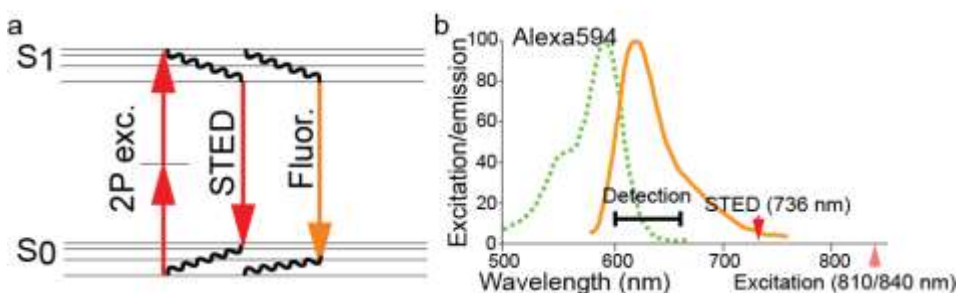 a
S1
2P exc.
STED
Fluor.
S0
b
Alexa594
Excitation/emission
100
80
60
40
20
0
Detection
STED (736 nm)
500
600
700
800
Wavelength (nm)
Excitation (810/840 nm)